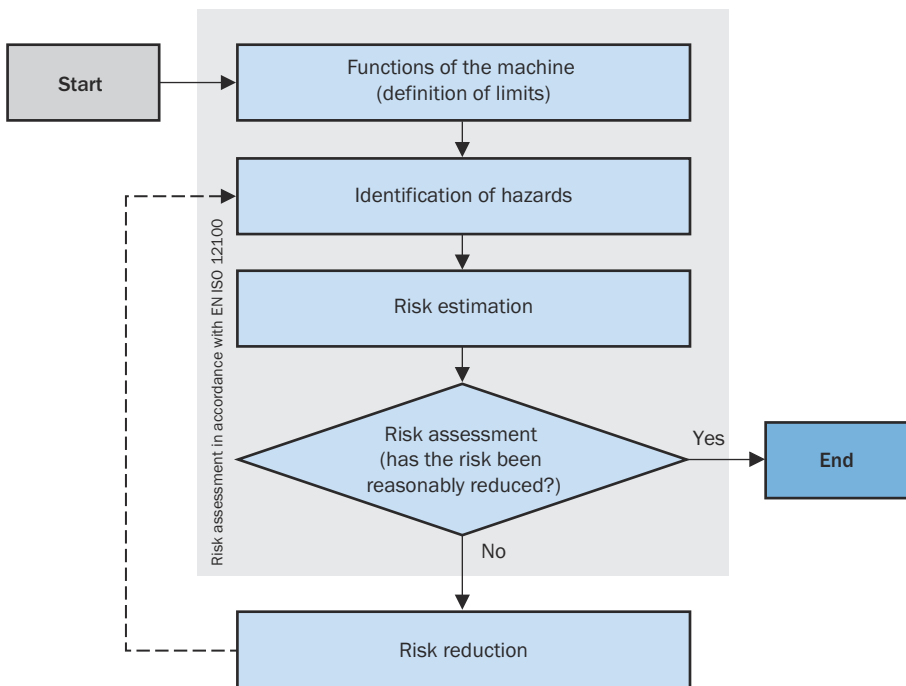 Start
Functions of the machine
(definition of limits)
Identification of hazards
Risk estimation
Risk assessment
(has the risk been
reasonably reduced?)
Yes
End
No
Risk reduction
Risk assessment in accordance with EN ISO 12100